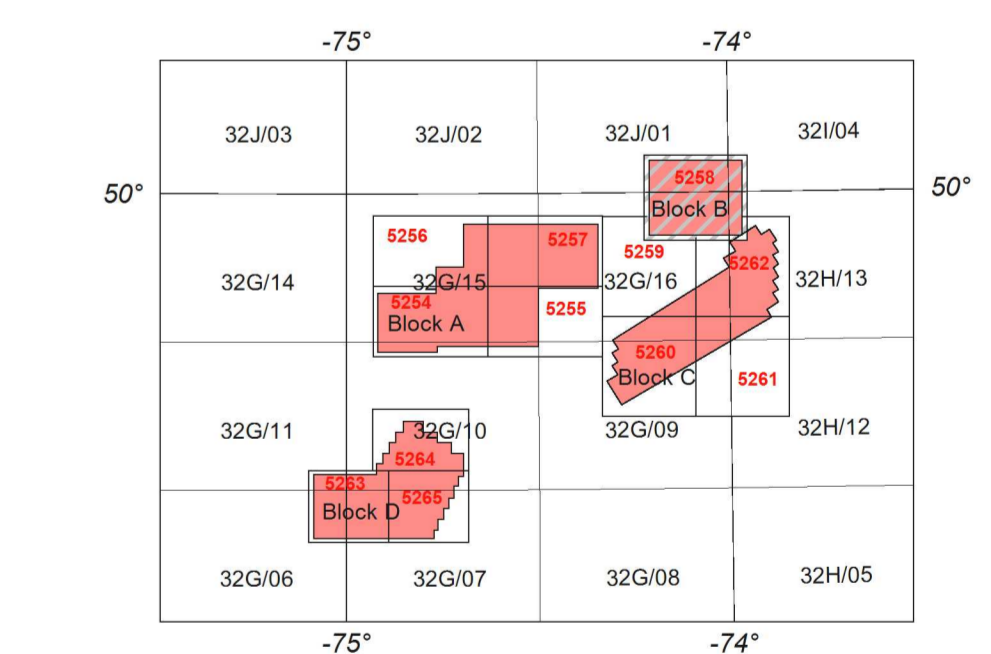 -75° -74°
32J/03 32J/02 32J/01 32I/04
5258
50° 50°
Block B
5256 5257 5259
5262
32G/14 32G/15 32G/16 32H/13
5254 5255
Block A
5260
Block C 5261
32G/11 32G/10 32G/09 32H/12
5264
5263 5265
Block D
32G/06 32G/07 32G/08 32H/05
-75° -74°